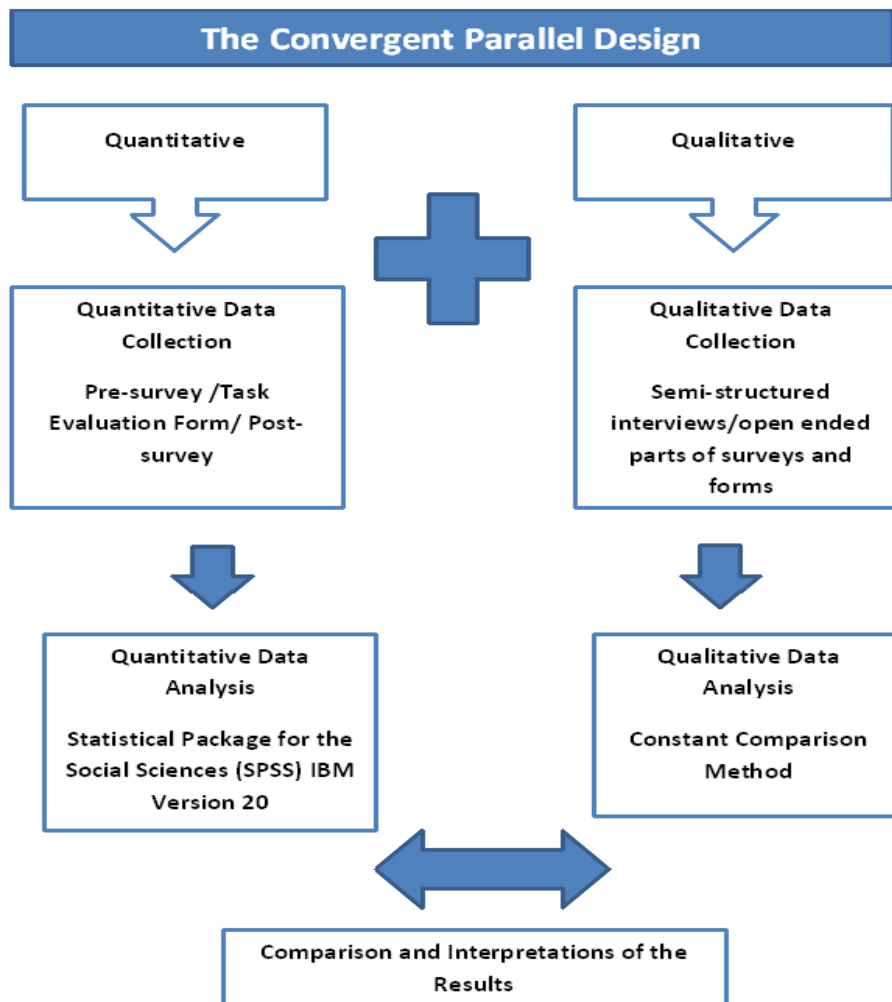 The Convergent Parallel Design
Quantitative
Qualitative
Quantitative Data
Collection
Pre-survey /Task
Evaluation Form/ Post-
survey
Qualitative Data
Collection
Semi-structured
interviews/open ended
parts of surveys and
forms
Quantitative Data
Analysis
Statistical Package for the
Social Sciences (SPSS) IBM
Version 20
Qualitative Data
Analysis
Constant Comparison
Method
Comparison and Interpretations of the
Results